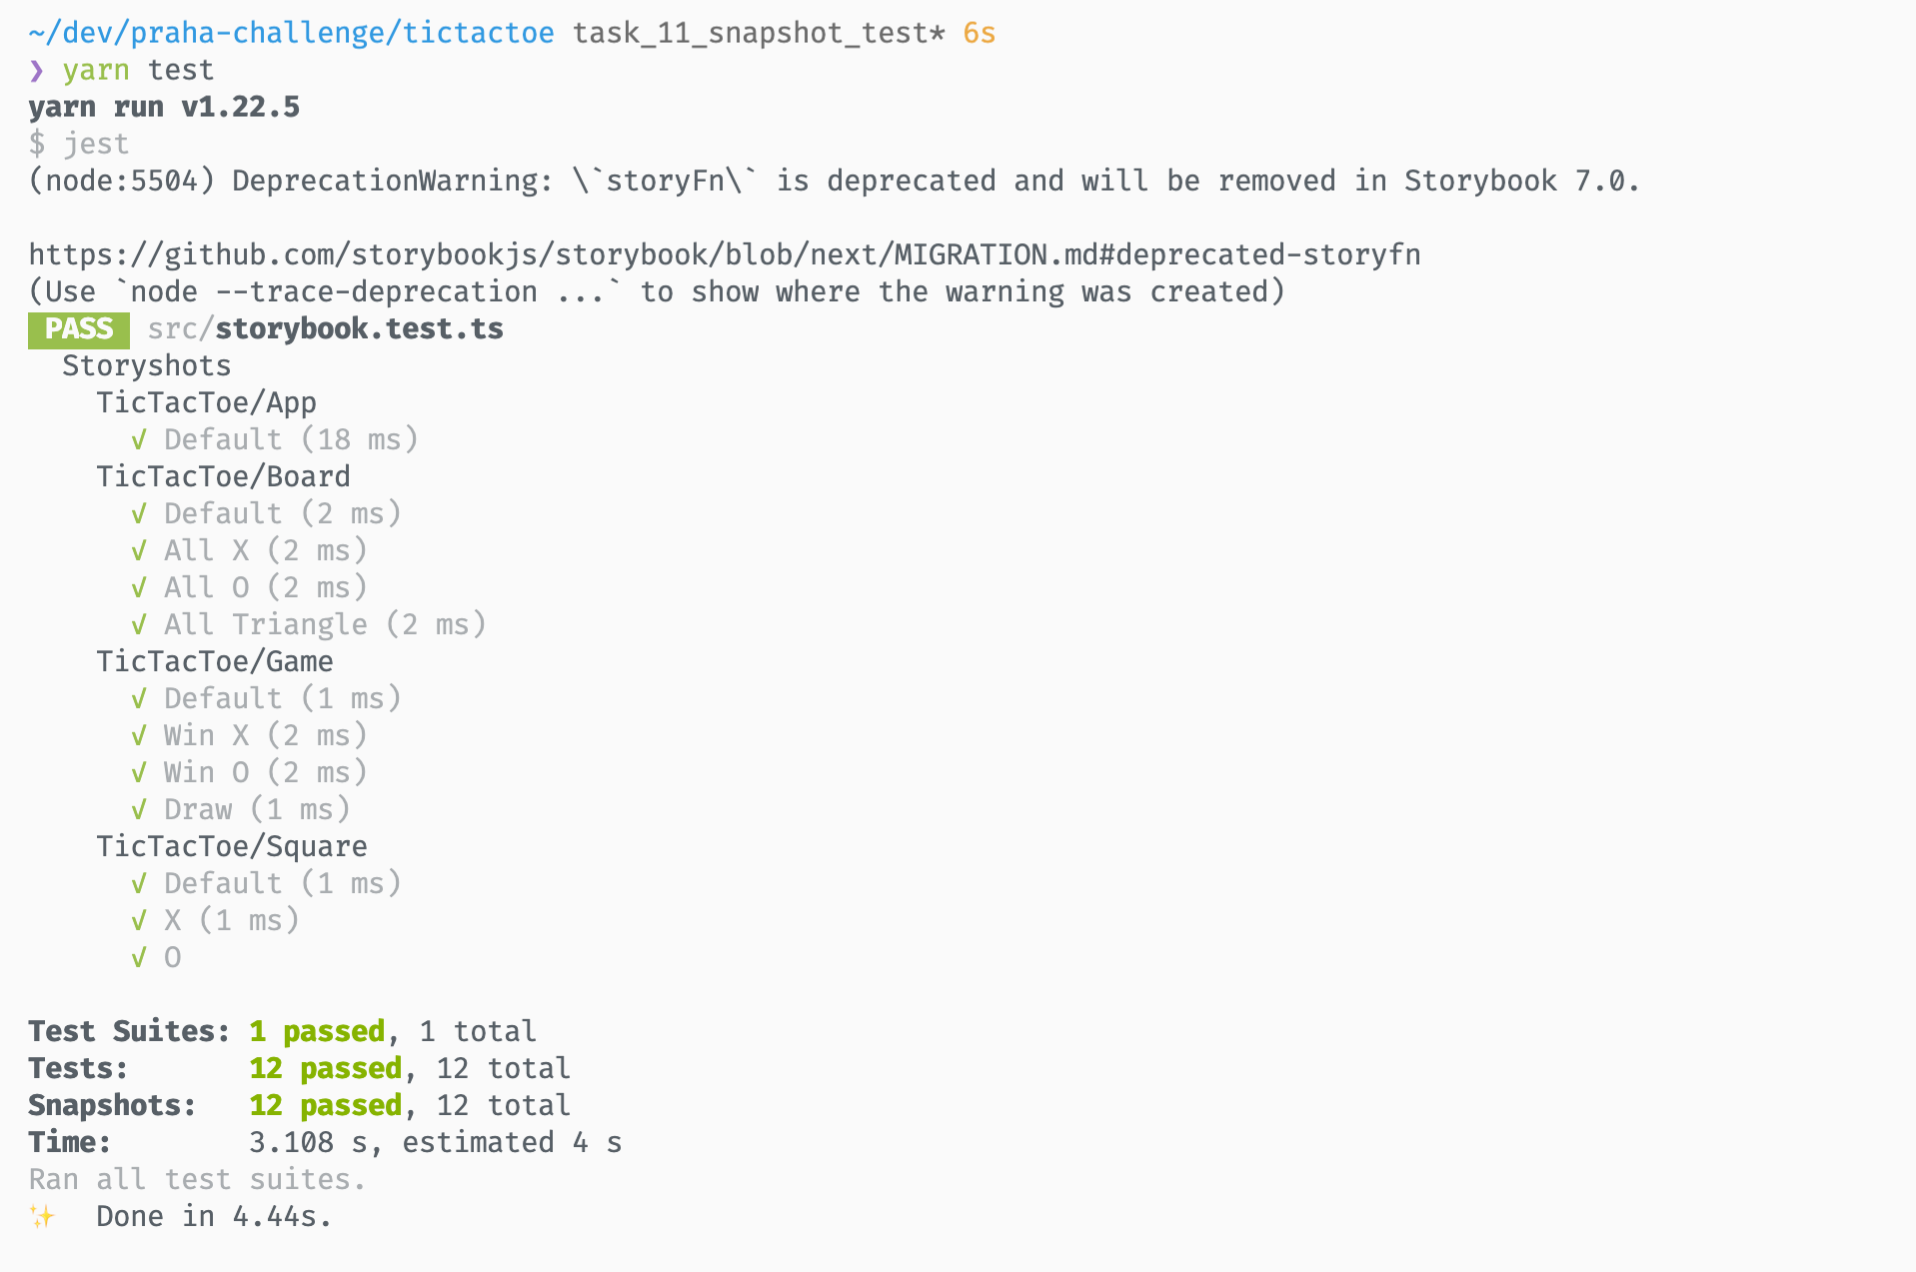 ~/dev/praha-challenge/tictactoe task_11_snapshot_test* 6s
❯ yarn test
yarn run v1.22.5
$ jest
(node:5504) DeprecationWarning: \`storyFn\` is deprecated and will be removed in Storybook 7.0.

https://github.com/storybookjs/storybook/blob/next/MIGRATION.md#deprecated-storyfn
(Use `node --trace-deprecation ...` to show where the warning was created)
PASS src/storybook.test.ts
Storyshots
TicTacToe/App
√ Default (18 ms)
TicTacToe/Board
√ Default (2 ms)
√ All X (2 ms)
√ All O (2 ms)
√ All Triangle (2 ms)
TicTacToe/Game
√ Default (1 ms)
√ Win X (2 ms)
√ Win O (2 ms)
√ Draw (1 ms)
TicTacToe/Square
√ Default (1 ms)
√ X (1 ms)
√ O

Test Suites: 1 passed, 1 total
Tests: 12 passed, 12 total
Snapshots: 12 passed, 12 total
Time: 3.108 s, estimated 4 s
Ran all test suites.
✨ Done in 4.44s.